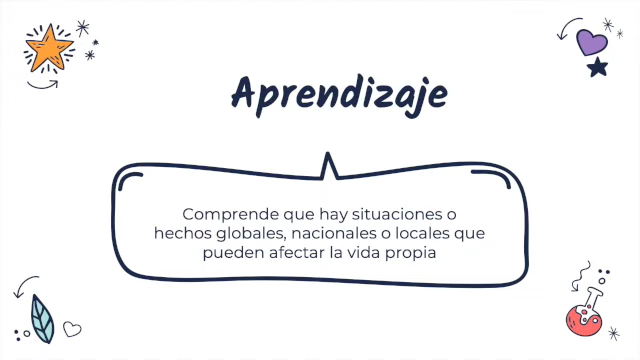 Aprendizaje
Comprende que hay situaciones o
hechos globales, nacionales o locales que
pueden afectar la vida propia